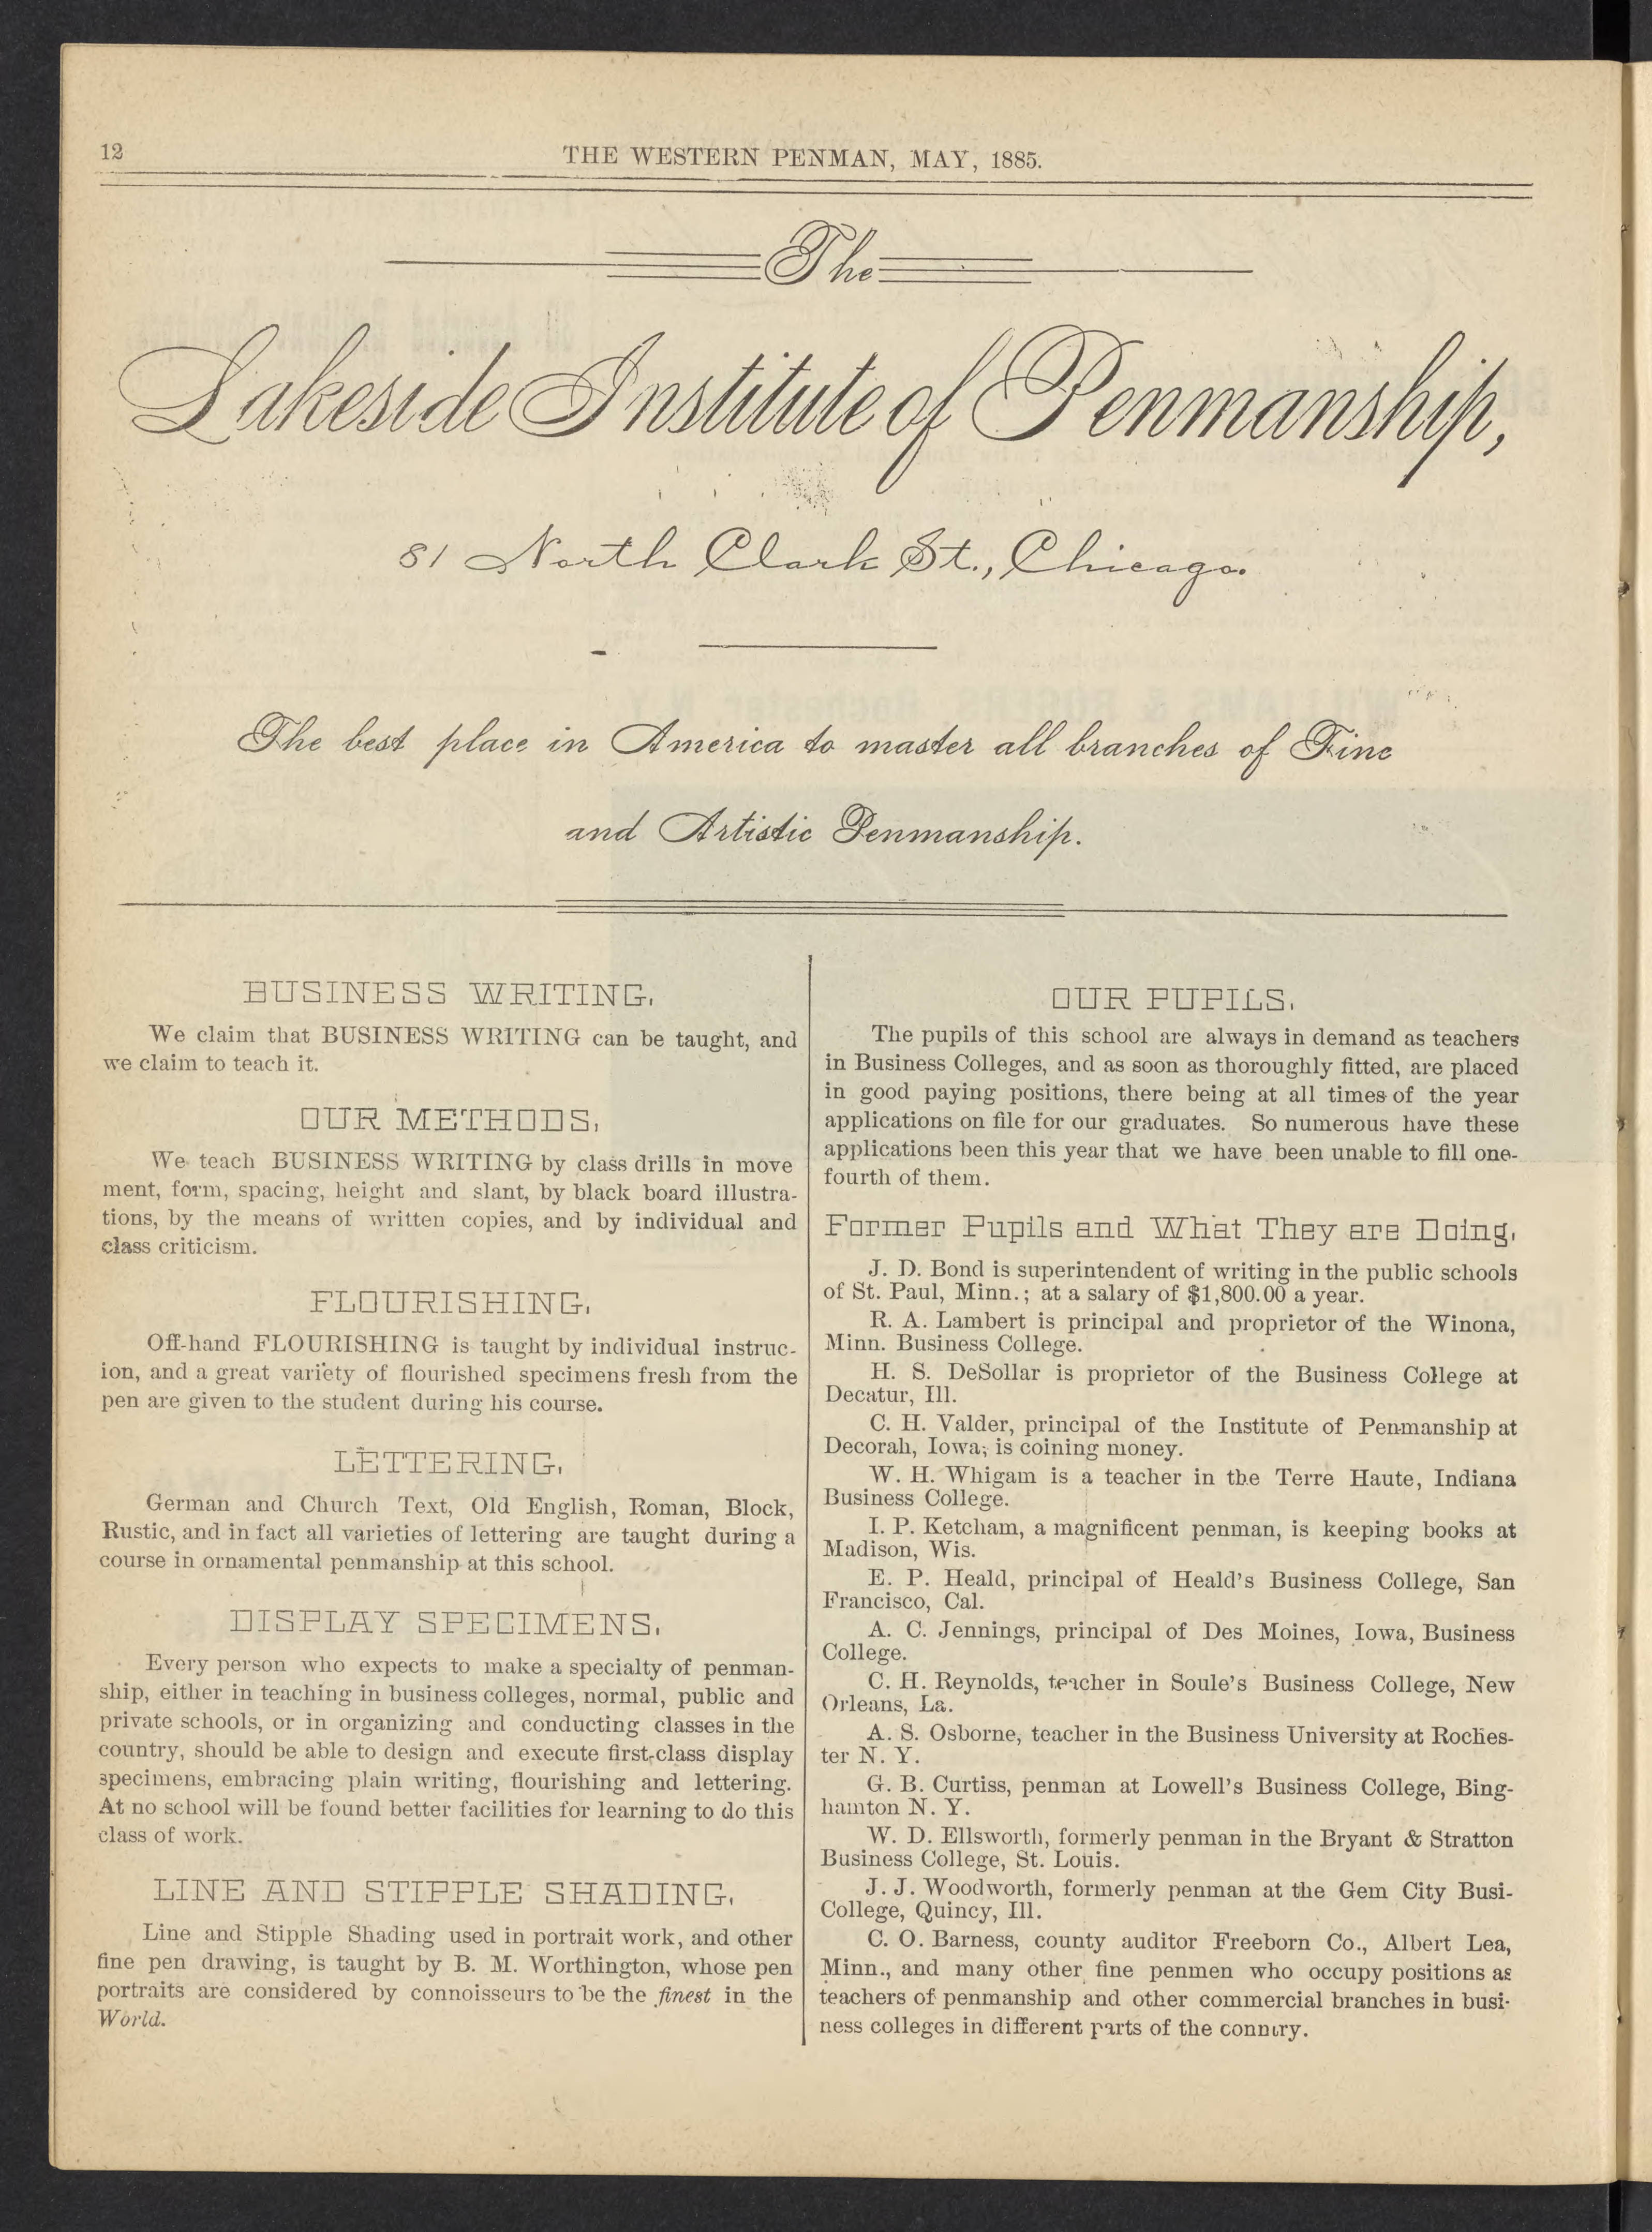 12
THE WESTERN PENMAN, MAY, 1885.
The
Lakeside Institute of Penmanship,
81 North Clark St., Chicago.
The best place in America to master all branches of Fine
and Artistic Penmanship.
BUSINESS WRITING.
We claim that BUSINESS WRITING can be taught, and
we claim to teach it.
OUR METHODS.
We teach BUSINESS WRITING by class drills in move
ment, form, spacing, height and slant, by black board illustra-
tions, by the means of written copies, and by individual and
class criticism.
FLOURISHING.
Off-hand FLOURISHING is taught by individual instruc-
ion, and a great variety of flourished specimens fresh from the
pen are given to the student during his course.
LETTERING.
German and Church Text, Old English, Roman, Block,
Rustic, and in fact all varieties of lettering are taught during a
course in ornamental penmanship at this school.
DISPLAY SPECIMENS.
Every person who expects to make a specialty of penman-
ship, either in teaching in business colleges, normal, public and
private schools, or in organizing and conducting classes in the
country, should be able to design and execute first-class display
specimens, embracing plain writing, flourishing and lettering.
At no school will be found better facilities for learning to do this
class of work.
LINE AND STIPPLE SHADING.
Line and Stipple Shading used in portrait work, and other
fine pen drawing, is taught by B. M. Worthington, whose pen
portraits are considered by connoisseurs to be the finest in the
World.
OUR PUPILS.
The pupils of this school are always in demand as teachers
in Business Colleges, and as soon as thoroughly fitted, are placed
in good paying positions, there being at all times of the year
applications on file for our graduates. So numerous have these
applications been this year that we have been unable to fill one-
fourth of them.
Former Pupils and What They are Doing.
J. D. Bond is superintendent of writing in the public schools
of St. Paul, Minn.; at a salary of $1,800.00 a year.
R. A. Lambert is principal and proprietor of the Winona,
Minn. Business College.
H. S. DeSollar is proprietor of the Business College at
Decatur, Ill.
C. H. Valder, principal of the Institute of Penmanship at
Decorah, Iowa, is coining money.
W. H. Whigam is a teacher in the Terre Haute, Indiana
Business College.
I. P. Ketcham, a magnificent penman, is keeping books at
Madison, Wis.
E. P. Heald, principal of Heald's Business College, San
Francisco, Cal.
A. C. Jennings, principal of Des Moines, Iowa, Business
College.
C. H. Reynolds, teacher in Soule's Business College, New
Orleans, La.
A. S. Osborne, teacher in the Business University at Roches-
ter N. Y.
G. B. Curtiss, penman at Lowell's Business College, Bing-
hamton N. Y.
W. D. Ellsworth, formerly penman in the Bryant & Stratton
Business College, St. Louis.
J. J. Woodworth, formerly penman at the Gem City Busi-
College, Quincy, Ill.
C. O. Barness, county auditor Freeborn Co., Albert Lea,
Minn., and many other fine penmen who occupy positions as
teachers of penmanship and other commercial branches in busi-
ness colleges in different parts of the conntry.